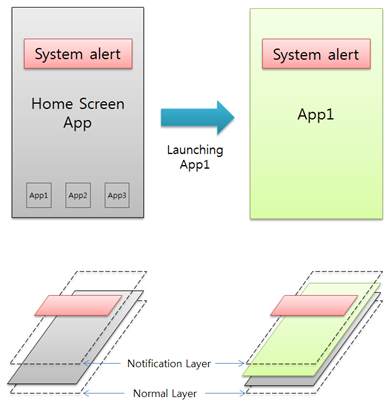 System alert
Home Screen
App
App1 App2 App3
Launching
App1
System alert
App1
Notification Layer
Normal Layer